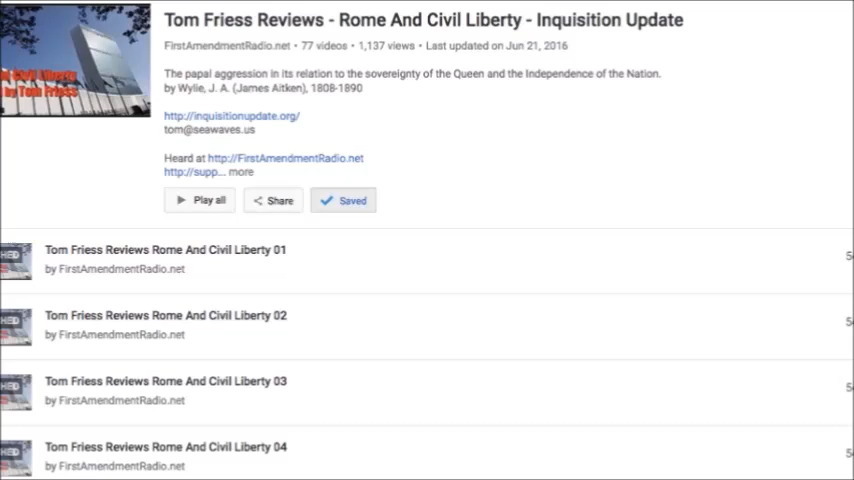 Tom Friess Reviews - Rome And Civil Liberty - Inquisition Update
FirstAmendmentRadio.net • 77 videos • 1,137 views • Last updated on Jun 21, 2016
The papal aggression in its relation to the sovereignty of the Queen and the Independence of the Nation.
by Wylie, J. A. (James Aitken), 1808-1890
Civil Liberty
by Tom Friess
http://inquisitionupdate.org/
tom@seawaves.us
Heard at http://FirstAmendmentRadio.net
http://supp... more
Play all
Share
Saved
Tom Friess Reviews Rome And Civil Liberty 01
by FirstAmendmentRadio.net
Tom Friess Reviews Rome And Civil Liberty 02
by FirstAmendmentRadio.net
Tom Friess Reviews Rome And Civil Liberty 03
by FirstAmendmentRadio.net
Tom Friess Reviews Rome And Civil Liberty 04
by FirstAmendmentRadio.net